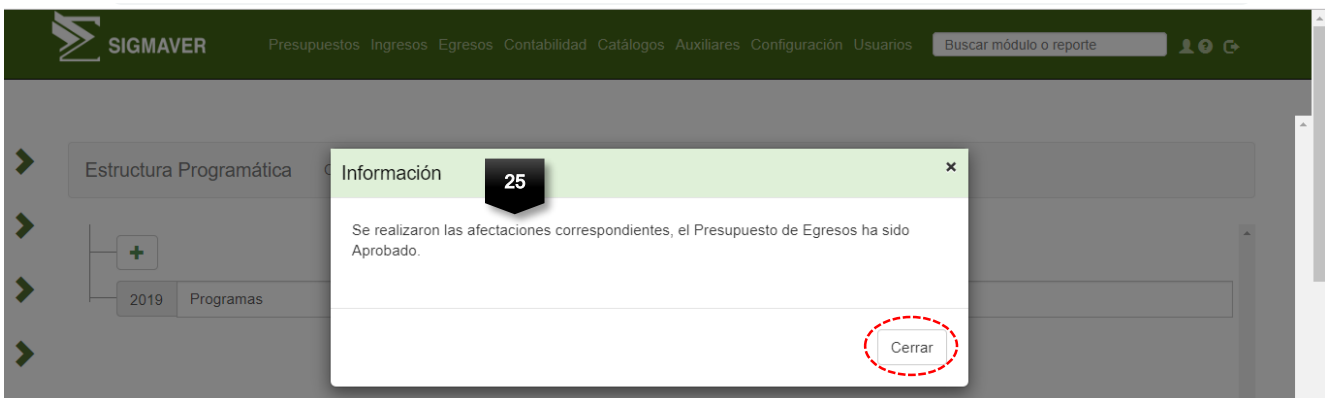 SIGMAVER
Presupuestos Ingresos Egresos Contabilidad Catálogos Auxiliares Configuración Usuarios
Buscar módulo o reporte
Estructura Programática
Información
×
25
Se realizaron las afectaciones correspondientes, el Presupuesto de Egresos ha sido
Aprobado.
2019 Programas
Cerrar